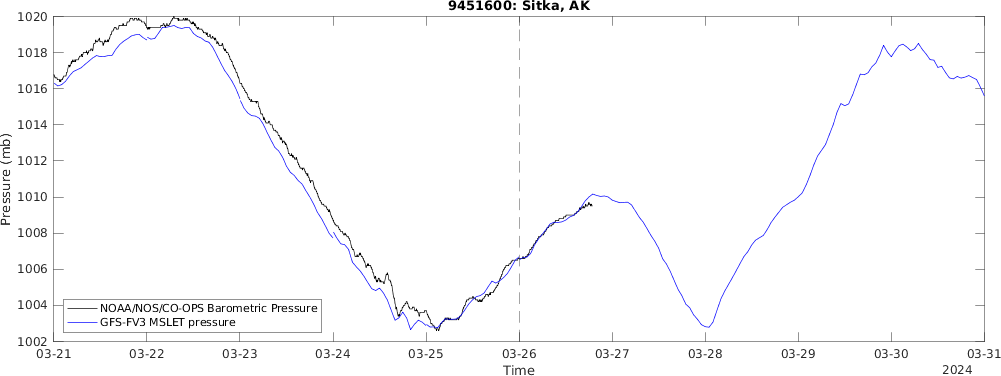 9451600: Sitka, AK
1020
1018
1016
1014
1012
1010
1008
1006
1004
1002
Pressure (mb)
NOAA/NOS/CO-OPS Barometric Pressure
GFS-FV3 MSLET pressure
03-21 03-22 03-23 03-24 03-25 03-26 03-27 03-28 03-29 03-30 03-31
Time
2024